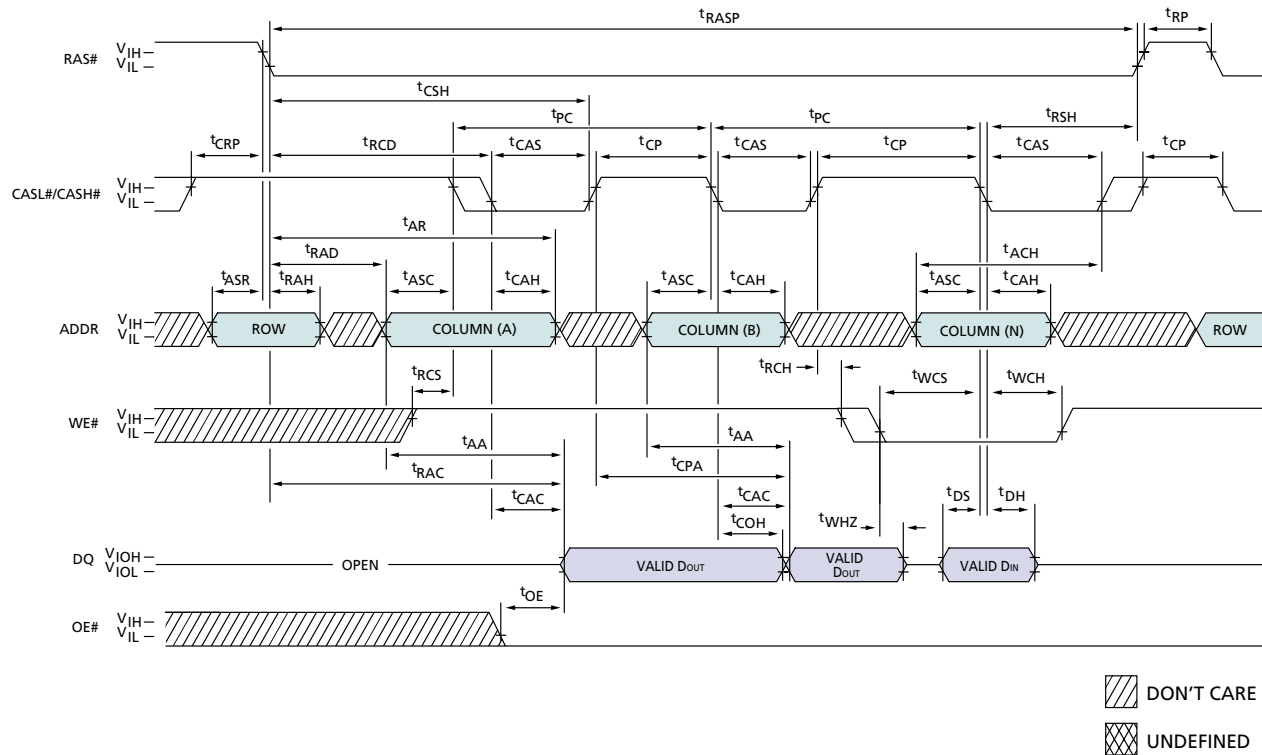 tRASP tRP
RAS# VIH
VIL
tCSH
tPC tPC tRSH
tCRP tRCD tCAS tCP tCAS tCP tCAS tCP
CASL#/CASH# VIH
VIL
tAR
tRAD tACH
tASR tRAH tASC tCAH tASC tCAH tASC tCAH
ADDR VIH
VIL ROW COLUMN (A) COLUMN (B) COLUMN (N) ROW
tRCS tRCH tWCS tWCH
WE# VIH
VIL
tAA tAA
tRAC tCPA
tCAC tCAC tDS tDH
tCOH tWHZ
DQ VIOH
VIOL OPEN VALID DOUT VALID
DOUT VALID DIN
tOE
OE# VIH
VIL
DON'T CARE
UNDEFINED